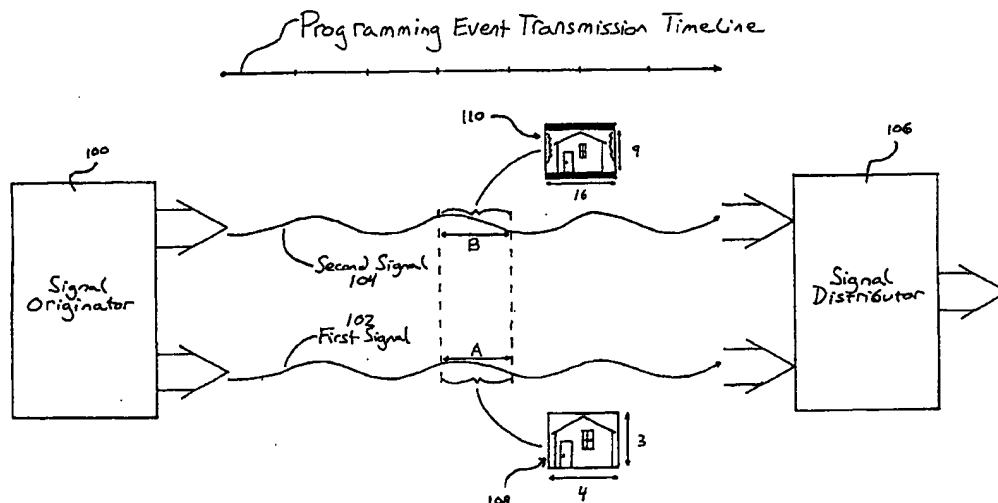 Programming Event Transmission Timeline
110
106
100
9
16
B
Second Signal
104
Signal
Originator
Signal
Distributor
102
First Signal
A
3
4
108